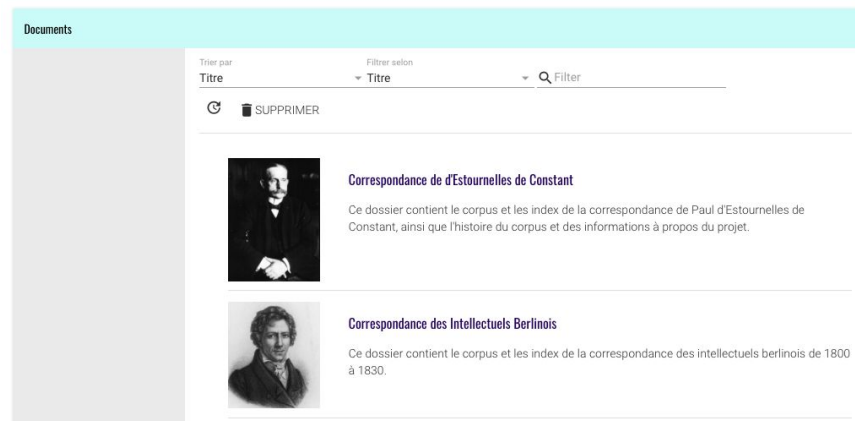 Documents
Trier par
Filtrer selon
Titre
Titre
Filter
SUPPRIMER
Correspondance de d'Estournelles de Constant
Ce dossier contient le corpus et les index de la correspondance de Paul d'Estournelles de
Constant, ainsi que l'histoire du corpus et des informations à propos du projet.
Correspondance des Intellectuels Berlinois
Ce dossier contient le corpus et les index de la correspondance des intellectuels berlinois de 1800
à 1830.